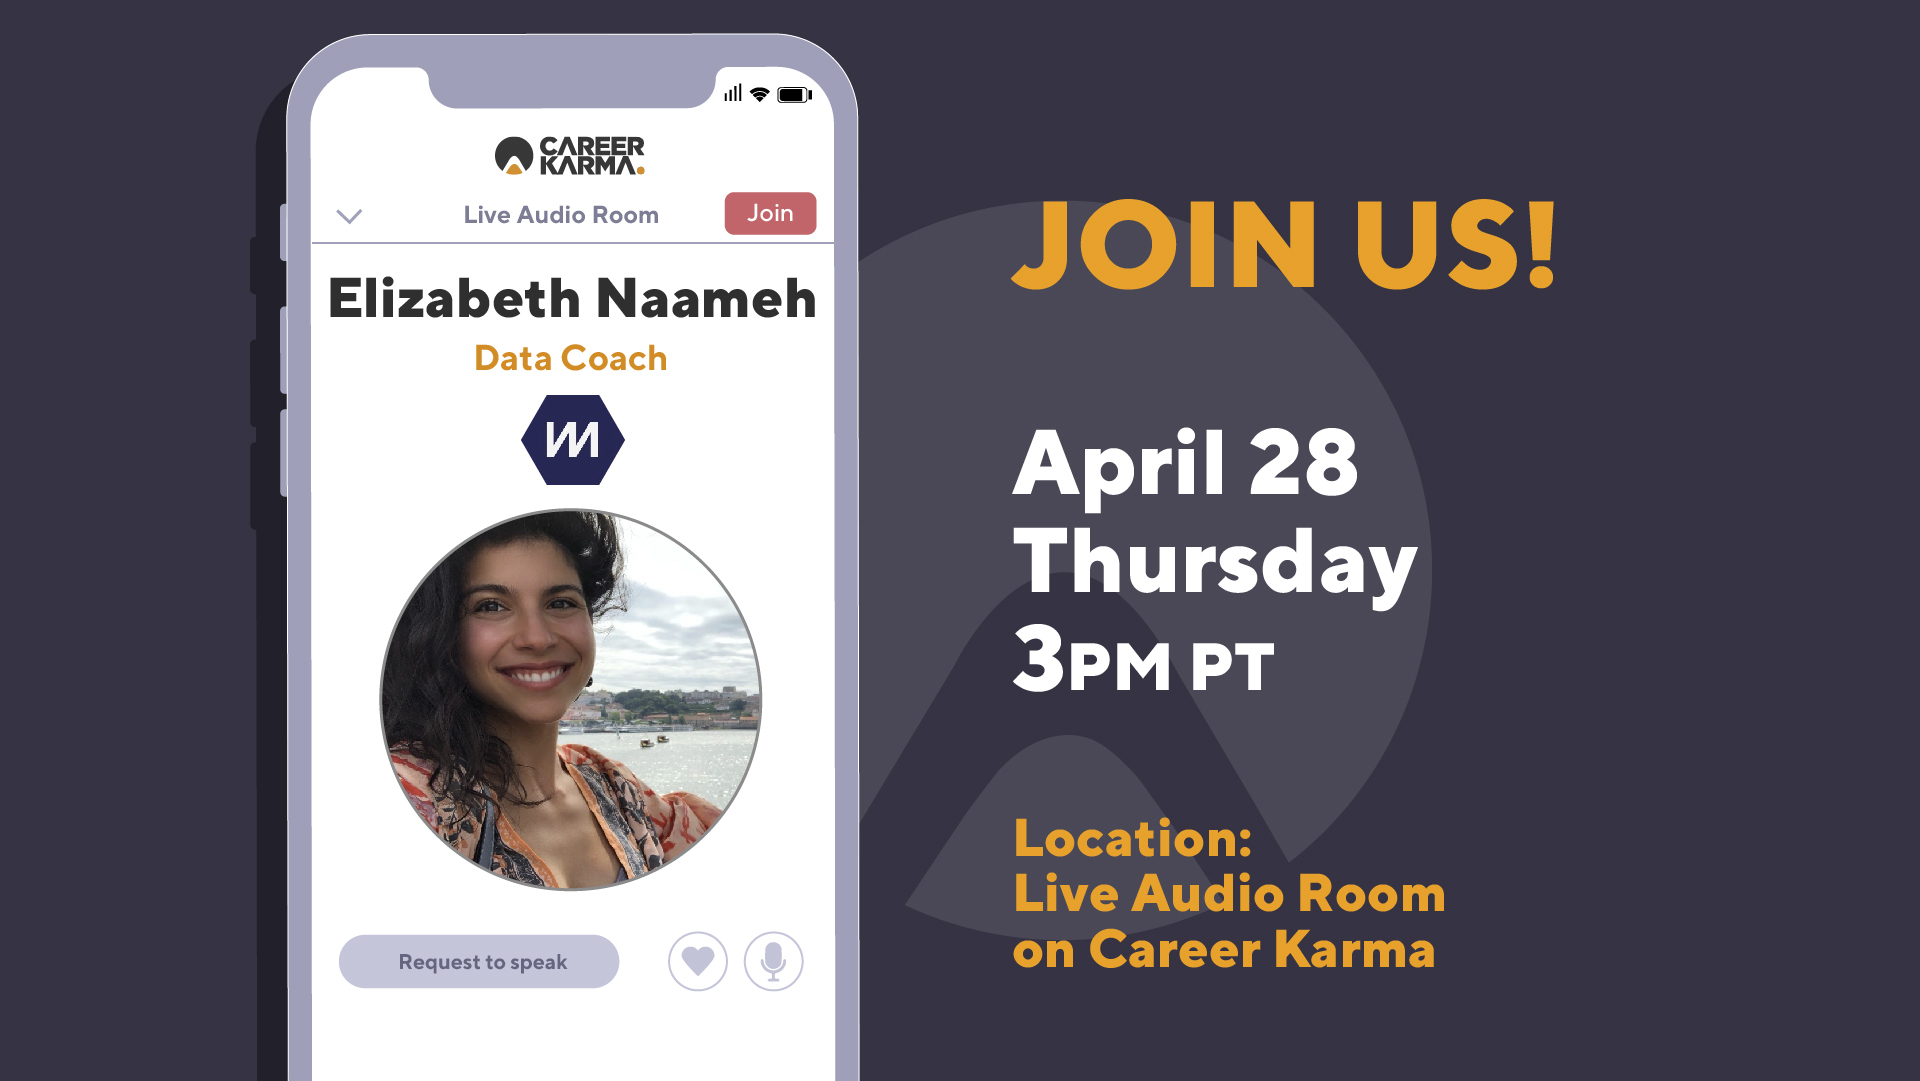 CAREER
KARMA.
Live Audio Room
Join
Elizabeth Naameh
Data Coach
M
Request to speak
JOIN US!
April 28
Thursday
3PM PT
Location:
Live Audio Room
on Career Karma